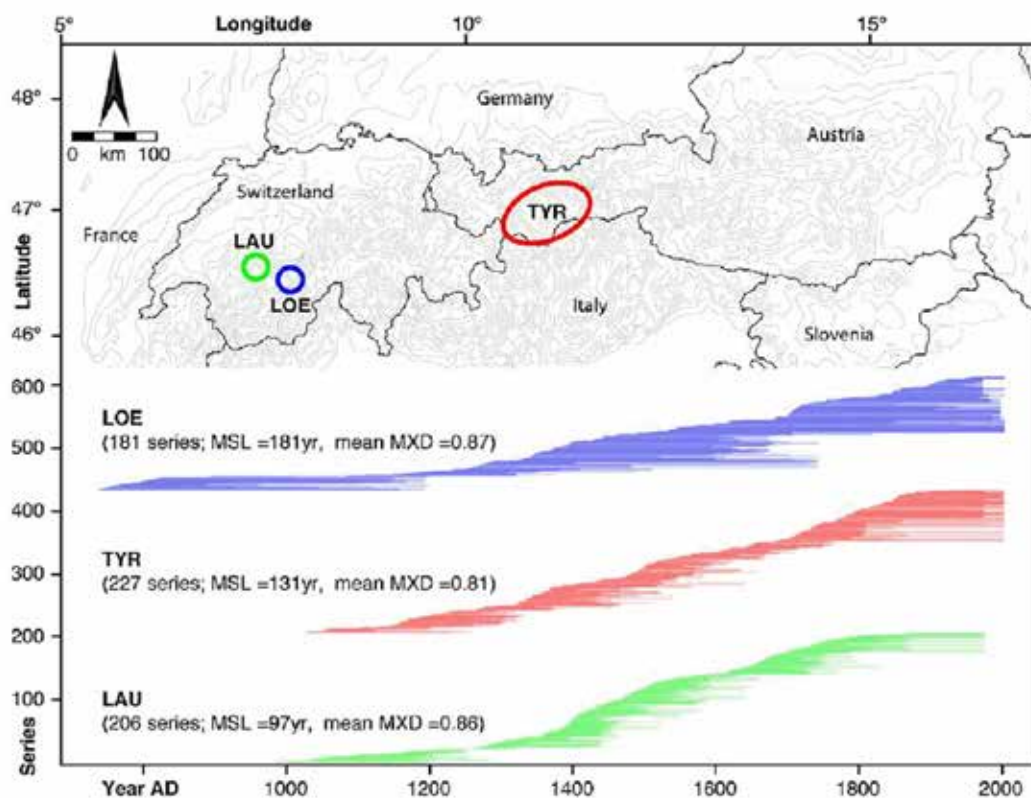 5° Longitude 10° 15°
48°
Germany
Austria
0 km 100
Switzerland
47°
TYR
France
LAU
Latitude
LOE
Italy
46°
Slovenia
600
LOE
(181 series; MSL =181yr, mean MXD=0.87)
500
400
TYR
300
(227 series; MSL =131yr, mean MXD=0.81)
200
100
LAU
(206 series; MSL =97yr, mean MXD=0.86)
Series
Year AD 1000 1200 1400 1600 1800 2000